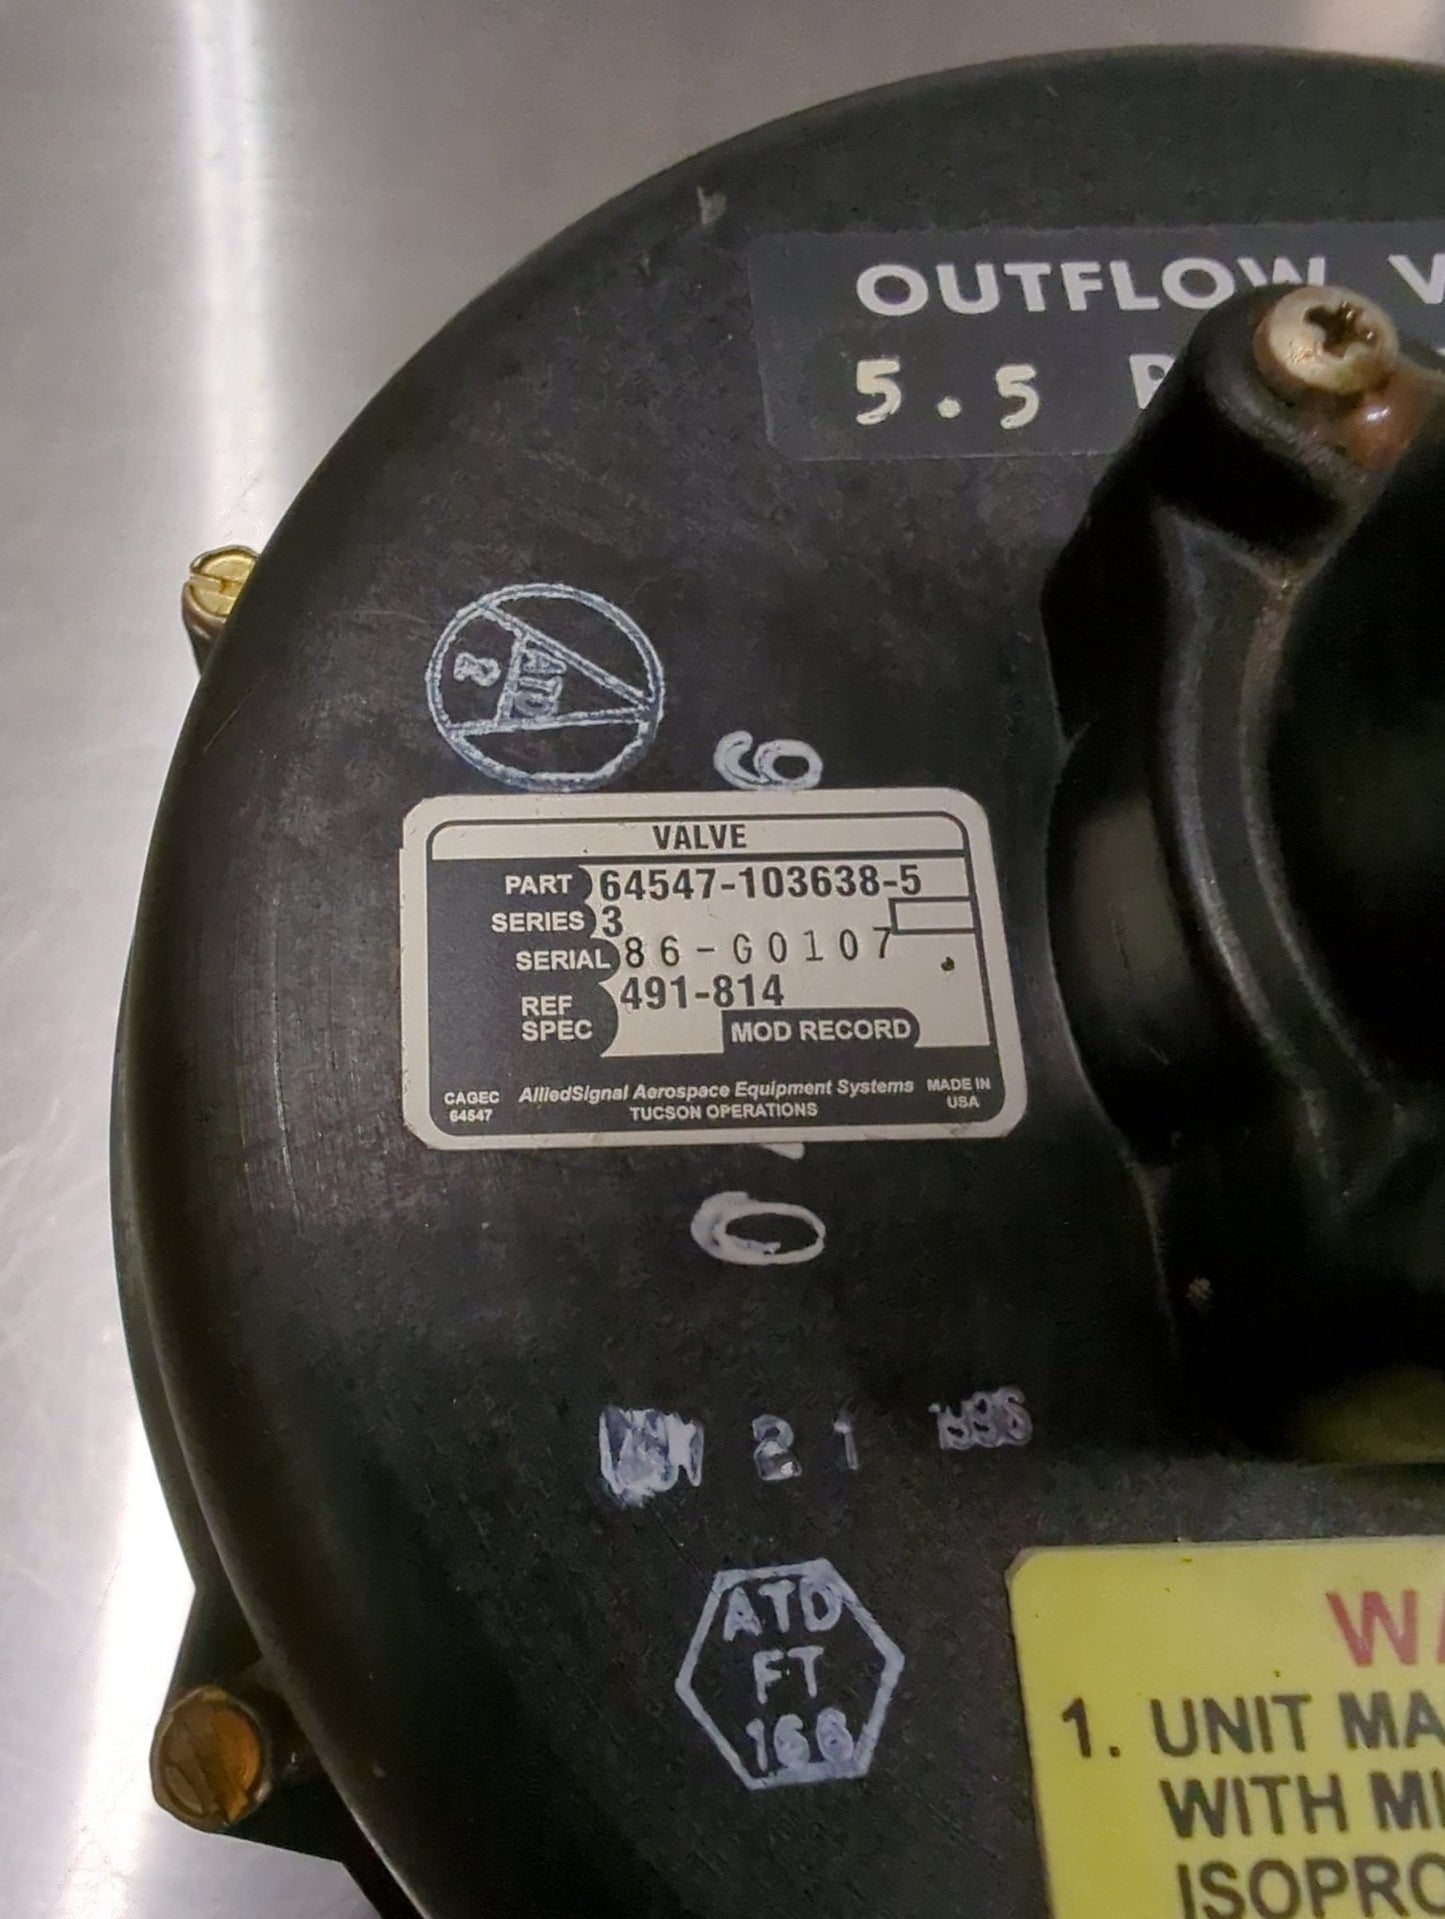 OUTFLOW V
5.5 P
8
ATD
VALVE
PART 64547-103638-5
SERIES 3
SERIAL 86-G0107
REF SPEC 491-814
MOD RECORD
CAGEC 64547
AlliedSignal Aerospace Equipment Systems
TUCSON OPERATIONS
MADE IN USA
21
ATD
FT
166
WA
1. UNIT MA
WITH MI
ISOPRO